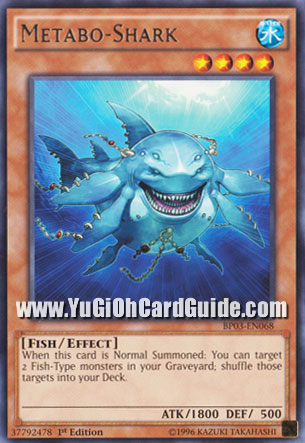 METABO-SHARK
水
www.YuGiOhCardGuide.com
BP03-EN068
[FISH/EFFECT]
When this card is Normal Summoned: You can target
2 Fish-Type monsters in your Graveyard; shuffle those
targets into your Deck.
ATK/1800 DEF/ 500
37792478 1st Edition ©1996 KAZUKI TAKAHASHI